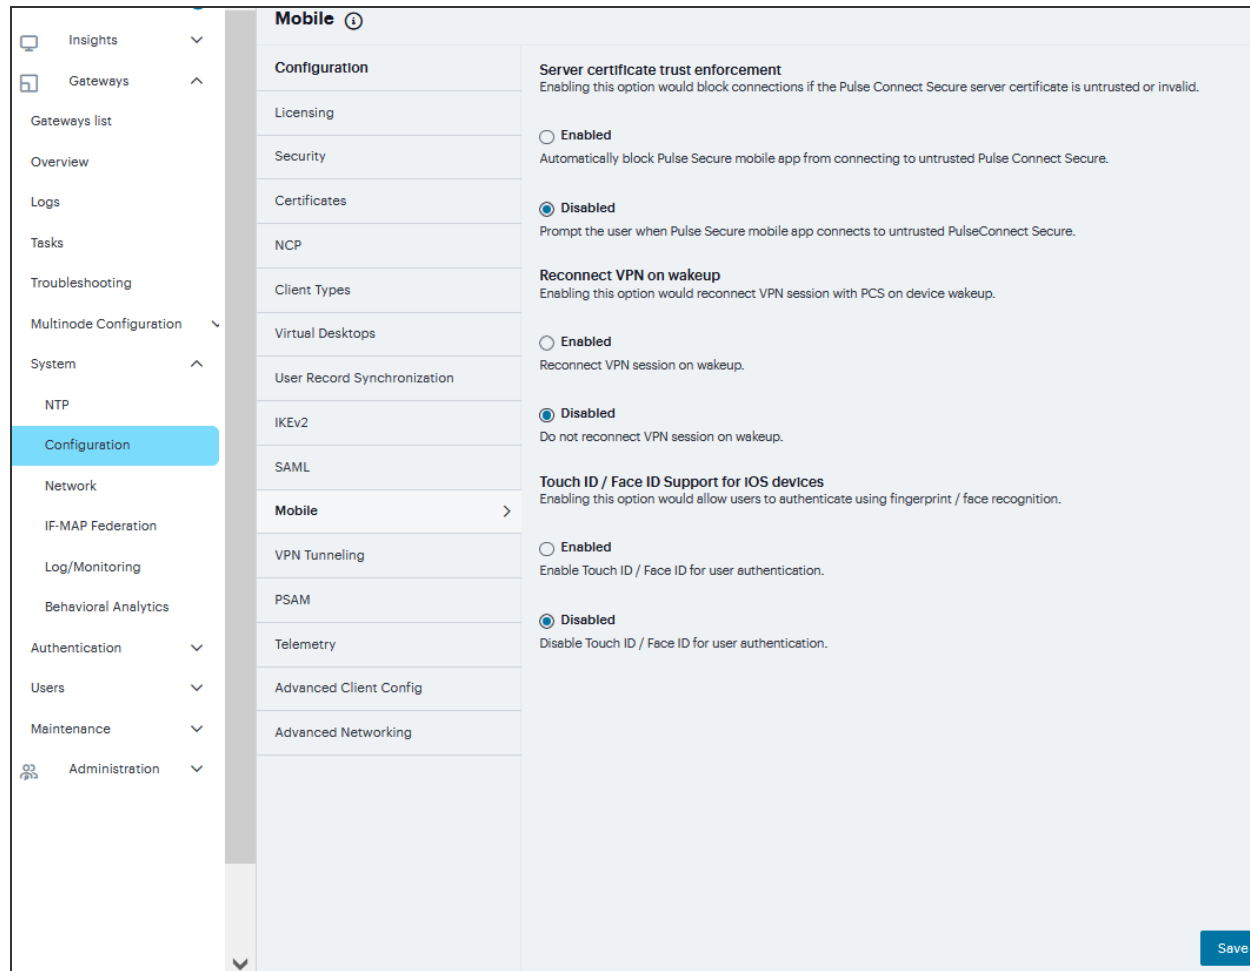 Insights
Gateways
Gateways list
Overview
Logs
Tasks
Troubleshooting
Multinode Configuration
System
NTP
Configuration
Network
IF-MAP Federation
Log/Monitoring
Behavioral Analytics
Authentication
Users
Maintenance
Administration
Mobile
Configuration
Licensing
Security
Certificates
NCP
Client Types
Virtual Desktops
User Record Synchronization
IKEv2
SAML
Mobile
VPN Tunneling
PSAM
Telemetry
Advanced Client Config
Advanced Networking
Server certificate trust enforcement
Enabling this option would block connections if the Pulse Connect Secure server certificate is untrusted or invalid.
Enabled
Automatically block Pulse Secure mobile app from connecting to untrusted Pulse Connect Secure.
Disabled
Prompt the user when Pulse Secure mobile app connects to untrusted PulseConnect Secure.
Reconnect VPN on wakeup
Enabling this option would reconnect VPN session with PCS on device wakeup.
Enabled
Reconnect VPN session on wakeup.
Disabled
Do not reconnect VPN session on wakeup.
Touch ID / Face ID Support for iOS devices
Enabling this option would allow users to authenticate using fingerprint / face recognition.
Enabled
Enable Touch ID / Face ID for user authentication.
Disabled
Disable Touch ID / Face ID for user authentication.
Save